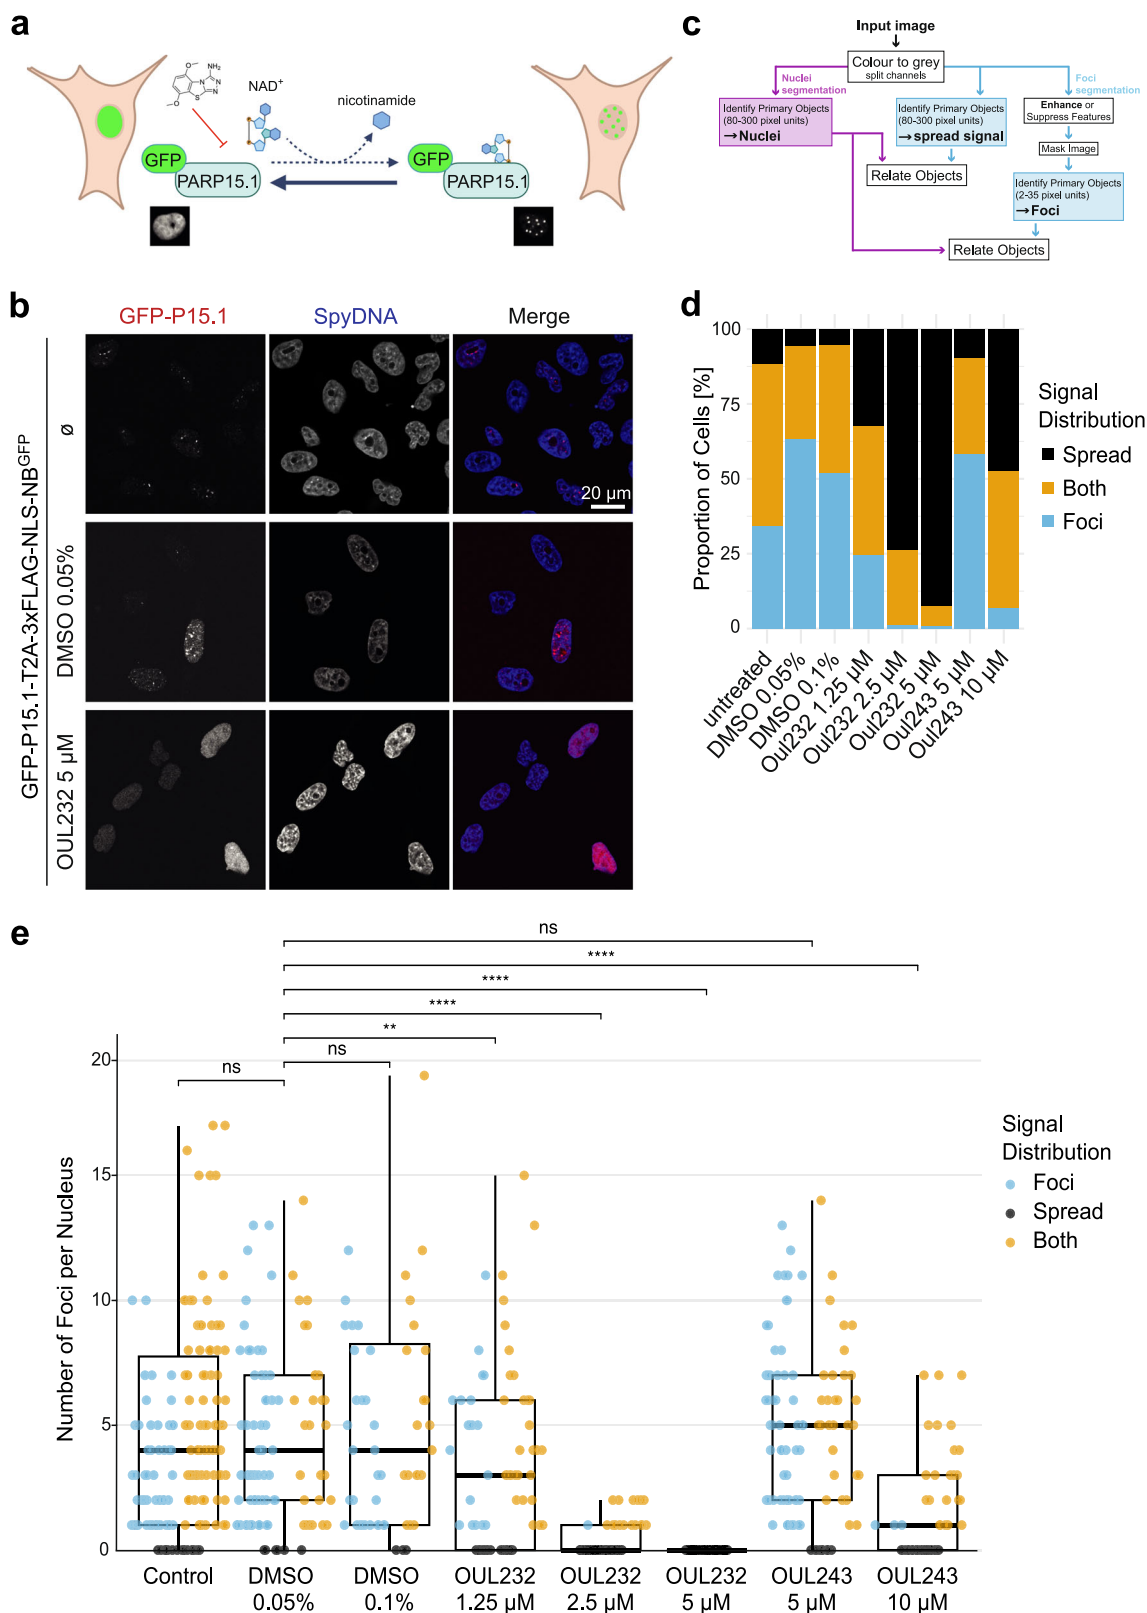 a
NH₂
N
N
N
S
O
O
NAD⁺
nicotinamide
GFP
PARP15.1
GFP
PARP15.1
c
Input image
Colour to grey
split channels
Nuclei
segmentation
Foci
segmentation
Identify Primary Objects
(80-300 pixel units)
→Nuclei
Identify Primary Objects
(80-300 pixel units)
→spread signal
Enhance or
Suppress Features
Mask Image
Relate Objects
Identify Primary Objects
(2-35 pixel units)
→Foci
Relate Objects
b
GFP-P15.1
SpyDNA
Merge
GFP-P15.1-T2A-3xFLAG-NLS-NBᴳᶠᴾ
ø
20 µm
DMSO 0.05%
OUL232 5 µM
d
Proportion of Cells [%]
100
75
50
25
0
untreated
DMSO 0.05%
DMSO 0.1%
Oul232 1.25 µM
Oul232 2.5 µM
Oul232 5 µM
Oul243 5 µM
Oul243 10 µM
Signal
Distribution
Spread
Both
Foci
e
ns
****
****
****
**
ns
ns
Number of Foci per Nucleus
20
15
10
5
0
Control
DMSO
0.05%
DMSO
0.1%
OUL232
1.25 µM
OUL232
2.5 µM
OUL232
5 µM
OUL243
5 µM
OUL243
10 µM
Signal
Distribution
Foci
Spread
Both